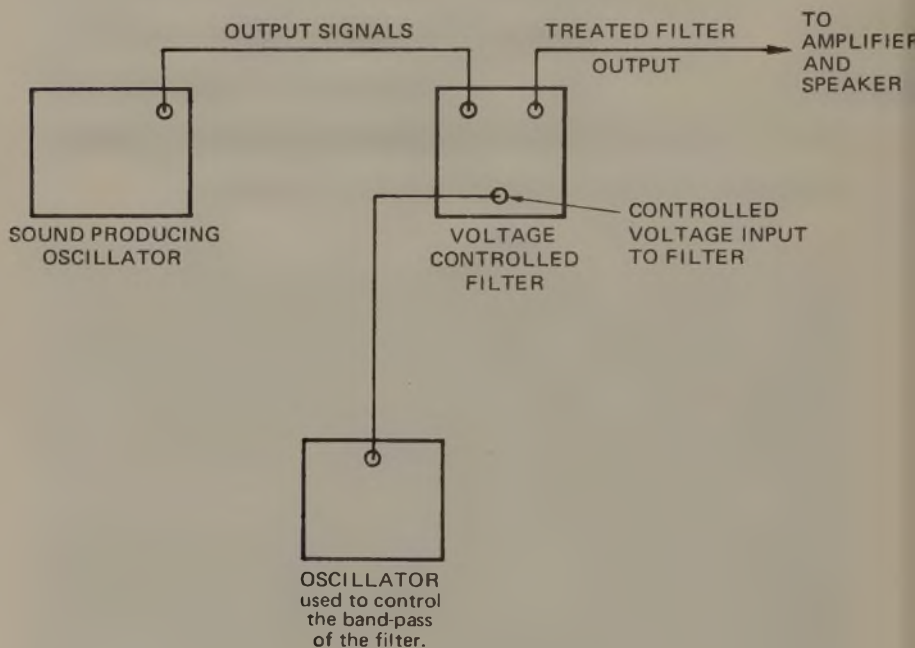 OUTPUT SIGNALS
TREATED FILTER
OUTPUT
TO
AMPLIFIER
AND
SPEAKER
SOUND PRODUCING
OSCILLATOR
VOLTAGE
CONTROLLED
FILTER
CONTROLLED
VOLTAGE INPUT
TO FILTER
OSCILLATOR
used to control
the band-pass
of the filter.